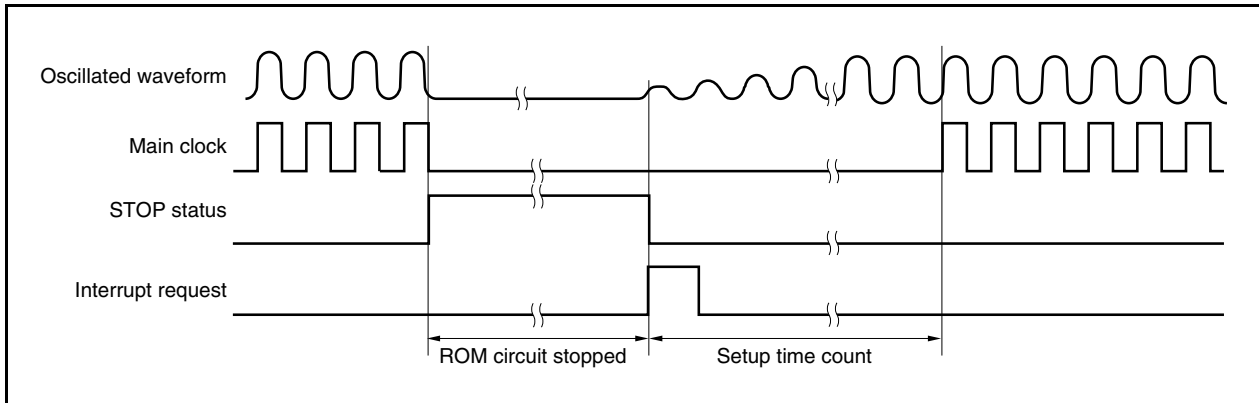 Oscillated waveform
Main clock
STOP status
Interrupt request
ROM circuit stopped
Setup time count